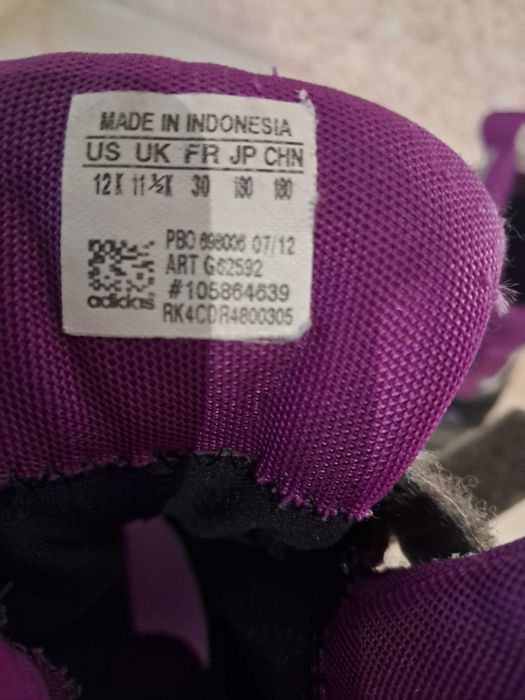 MADE IN INDONESIA
US UK FR JP CHN
12K 11½K 30 180 180
PBO 698006 07/12
ART G62592
adidas #105864639
RK4CDR4800305